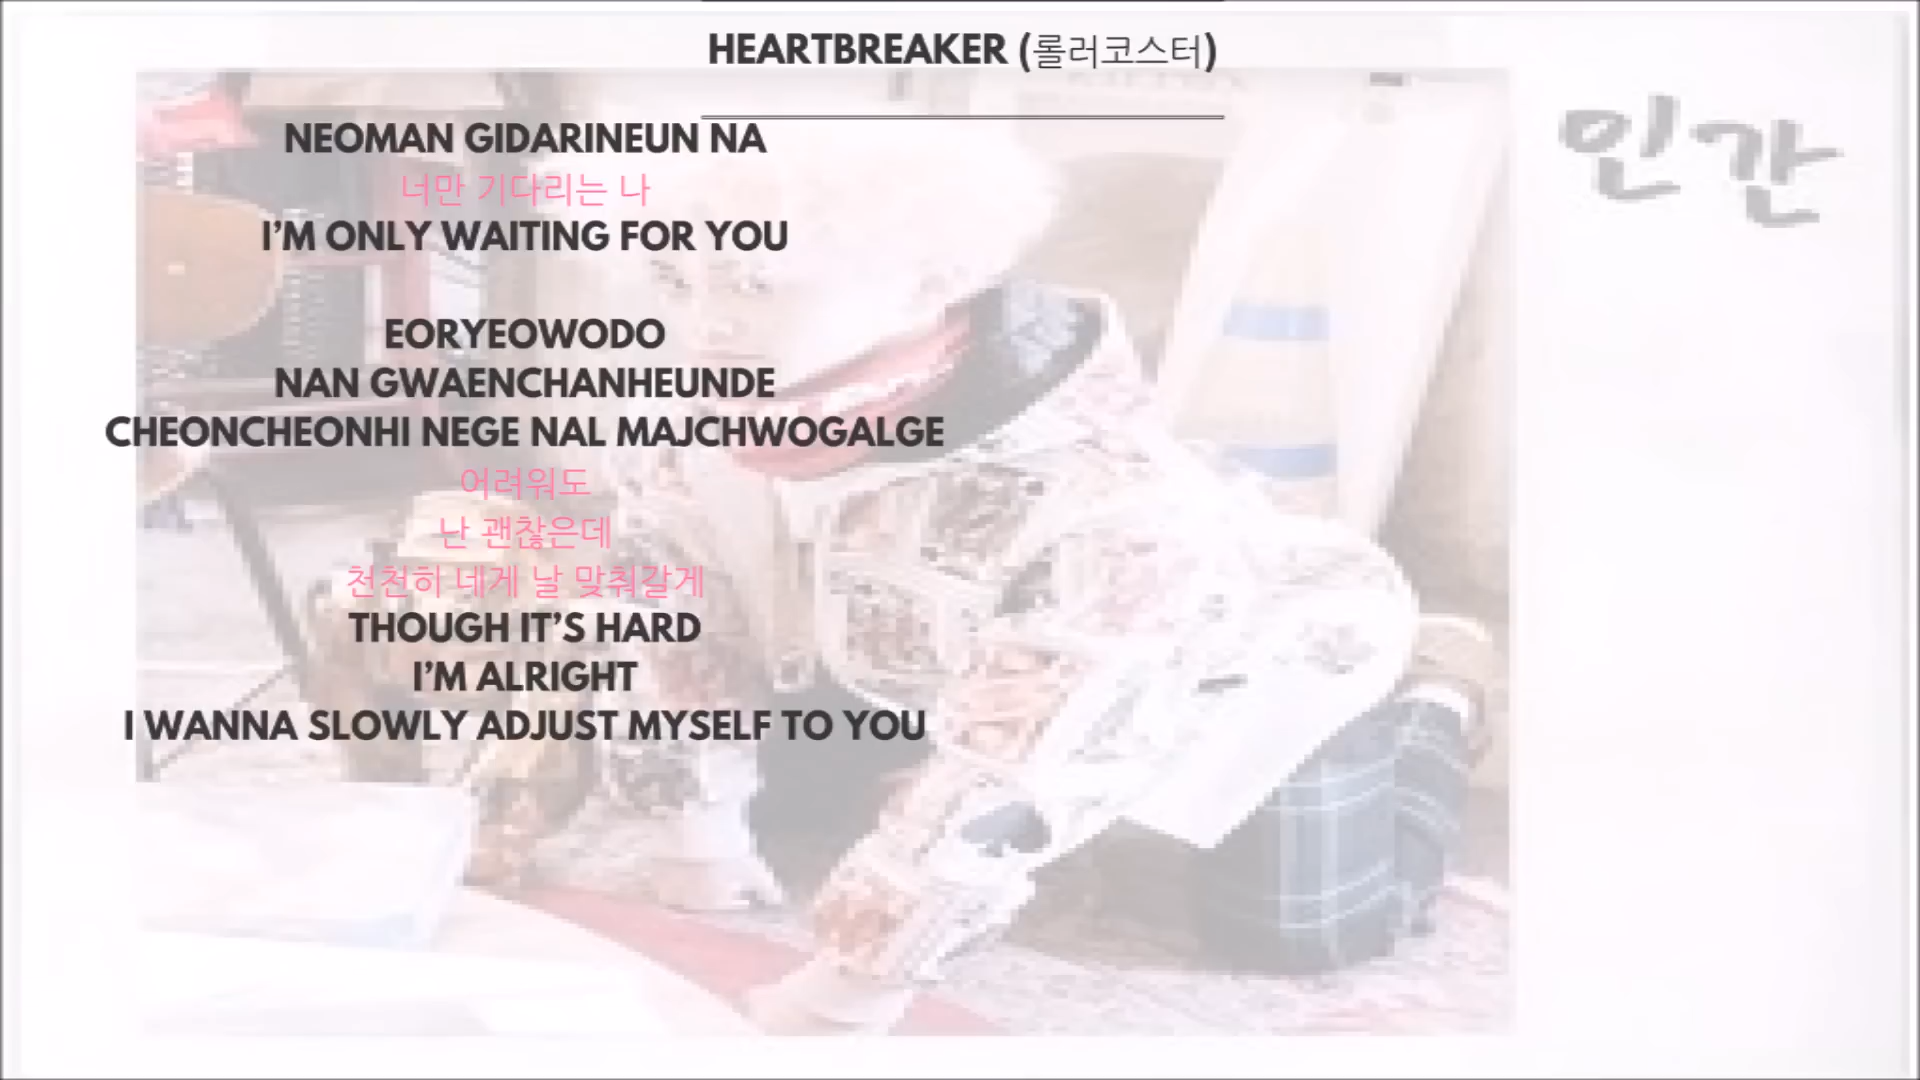 HEARTBREAKER (롤러코스터)
인간
NEOMAN GIDARINEUN NA
너만 기다리는 나
I'M ONLY WAITING FOR YOU
EORYEOWODO
NAN GWAENCHANHEUNDE
CHEONCHEONHI NEGE NAL MAJCHWOGALGE
어려워도
난 괜찮은데
천천히 네게 날 맞춰갈게
THOUGH IT'S HARD
I'M ALRIGHT
I WANNA SLOWLY ADJUST MYSELF TO YOU